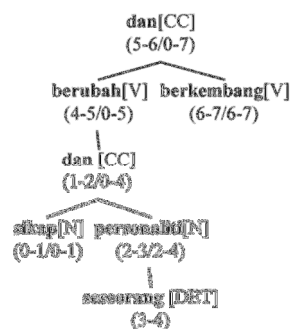 dan[CC]
(5-6/0-7)
berubah[V] berkembang[V]
(4-5/0-5) (6-7/6-7)
dan [CC]
(1-2/0-4)
sikap[N] personaliti[N]
(0-1/0-1) (2-3/2-4)
seseorang [DET]
(3-4)